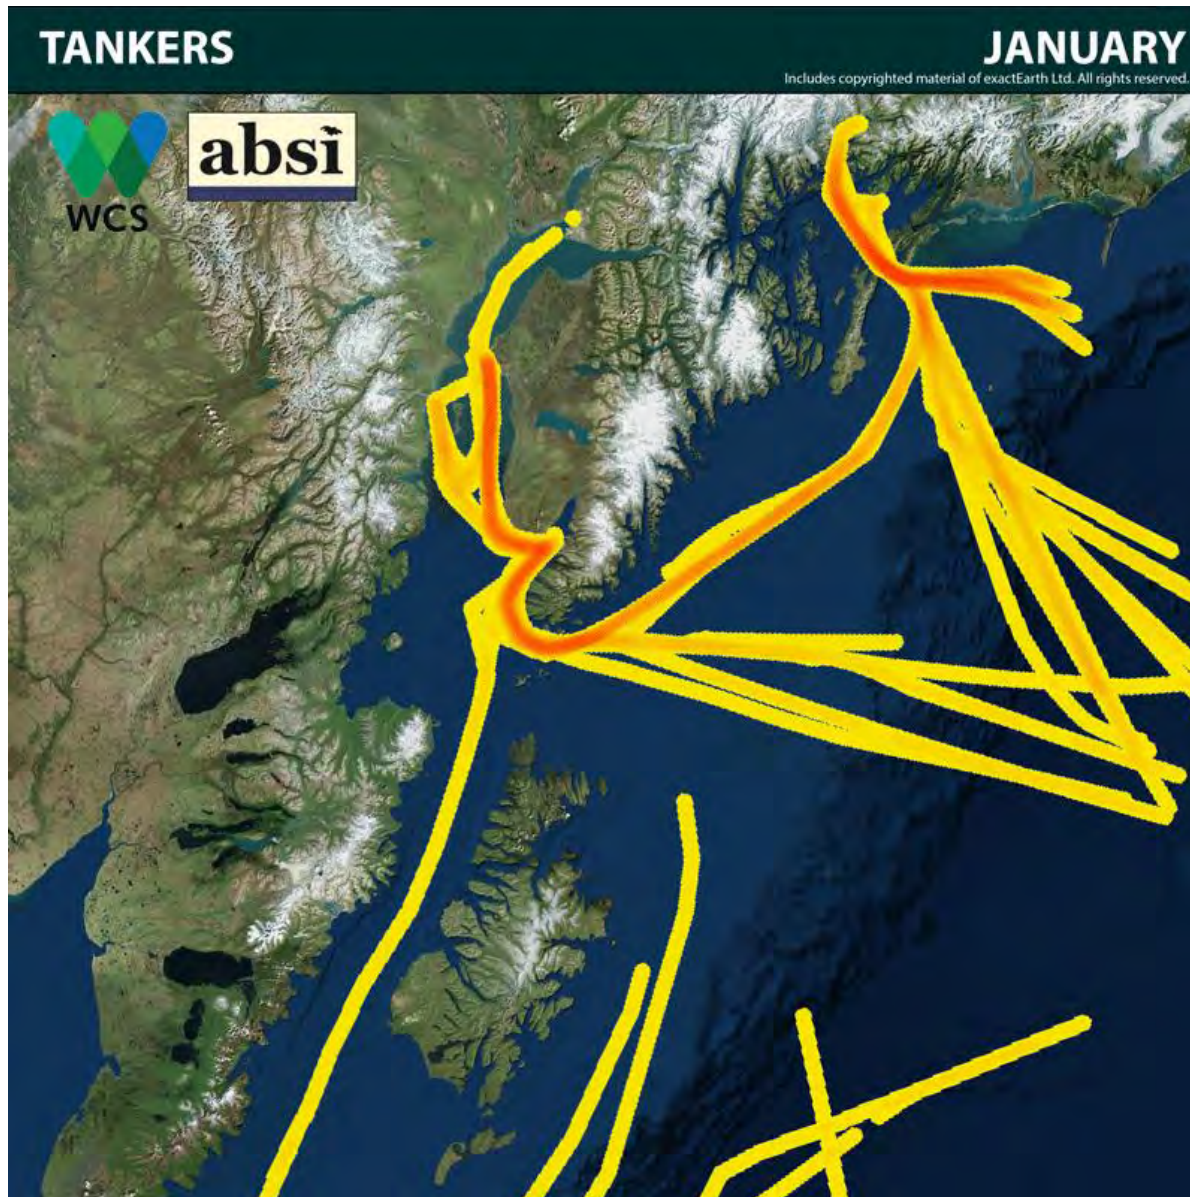 TANKERS
JANUARY
Includes copyrighted material of exactEarth Ltd. All rights reserved.
WCS
absi